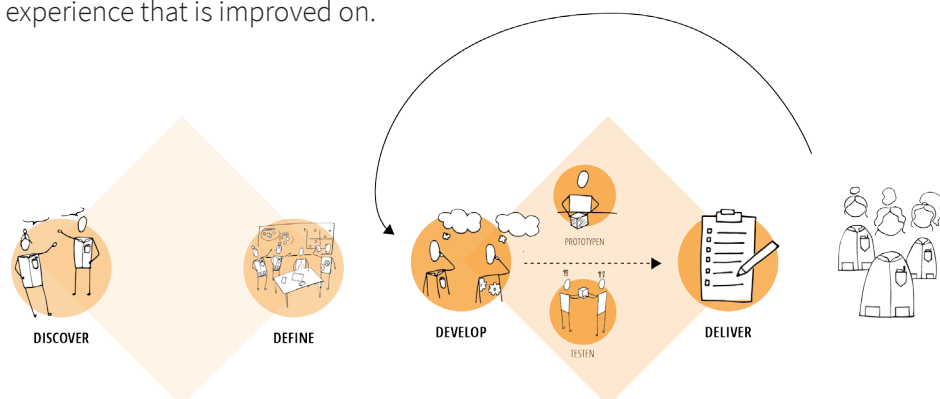 experience that is improved on.
PROTOTYPEN
DISCOVER
DEFINE
DEVELOP
DELIVER
TESTEN